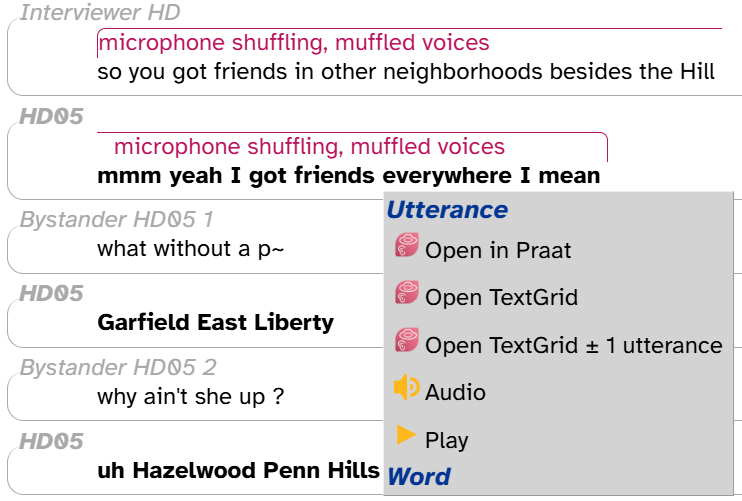 Interviewer HD
microphone shuffling, muffled voices
so you got friends in other neighborhoods besides the Hill
HD05
microphone shuffling, muffled voices
mmm yeah I got friends everywhere I mean
Bystander HD05 1
what without a p~
HD05
Garfield East Liberty
Bystander HD05 2
why ain't she up ?
HD05
uh Hazelwood Penn Hills
Utterance
Open in Praat
Open TextGrid
Open TextGrid ± 1 utterance
Audio
Play
Word